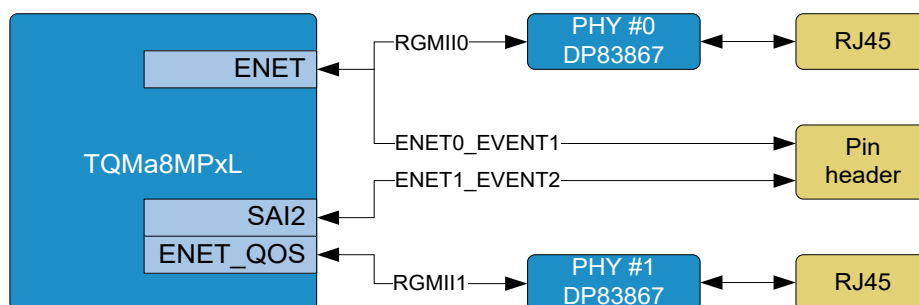 ENET
TQMa8MPxL
SAI2
ENET_QOS
RGMII0
ENET0_EVENT1
ENET1_EVENT2
RGMII1
PHY #0
DP83867
RJ45
Pin
header
PHY #1
DP83867
RJ45